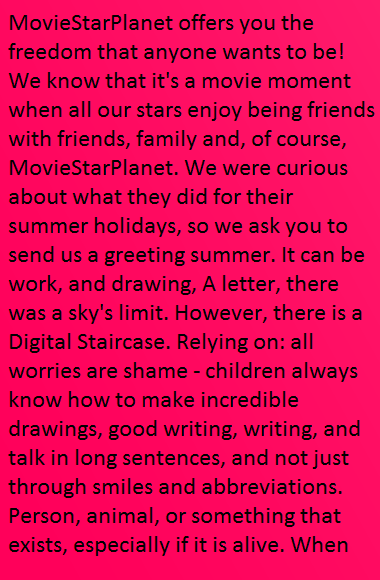 MovieStarPlanet offers you the
freedom that anyone wants to be!
We know that it's a movie moment
when all our stars enjoy being friends
with friends, family and, of course,
MovieStarPlanet. We were curious
about what they did for their
summer holidays, so we ask you to
send us a greeting summer. It can be
work, and drawing, A letter, there
was a sky's limit. However, there is a
Digital Staircase. Relying on: all
worries are shame - children always
know how to make incredible
drawings, good writing, writing, and
talk in long sentences, and not just
through smiles and abbreviations.
Person, animal, or something that
exists, especially if it is alive. When